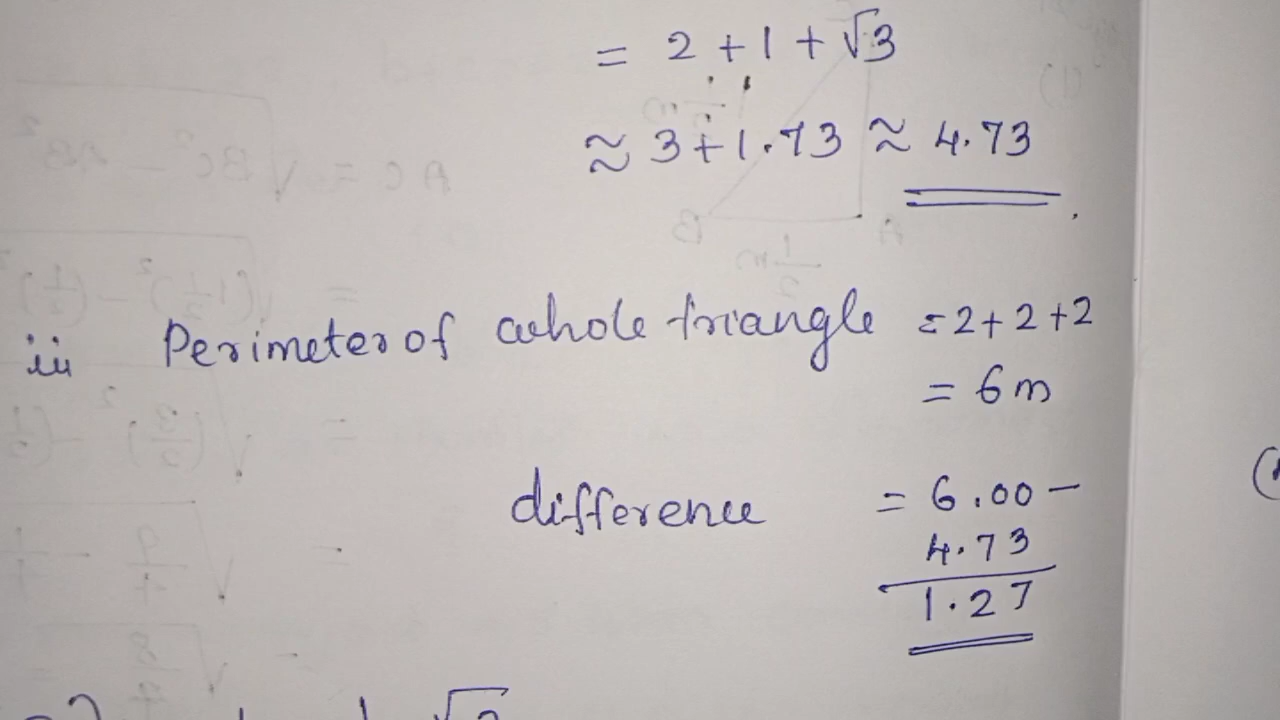 = 2 + 1 + √3
≈ 3 + 1.73 ≈ 4.73
iii Perimeter of whole triangle = 2+2+2
= 6 m
difference = 6.00 -
4.73
1.27